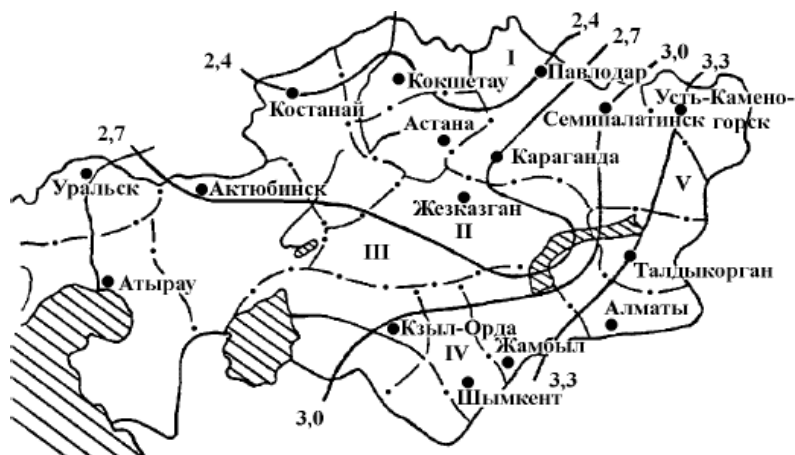 I
2,4
2,7
2,4
3,0
3,3
Павлодар
Кокшетау
Усть-Камено-
горск
Костанай
Семипалатинск
Астана
2,7
Караганда
Уральск
Актюбинск
V
Жезказган
II
III
Талдыкорган
Атырау
Алматы
Кзыл-Орда
Жамбыл
IV
3,3
Шымкент
3,0